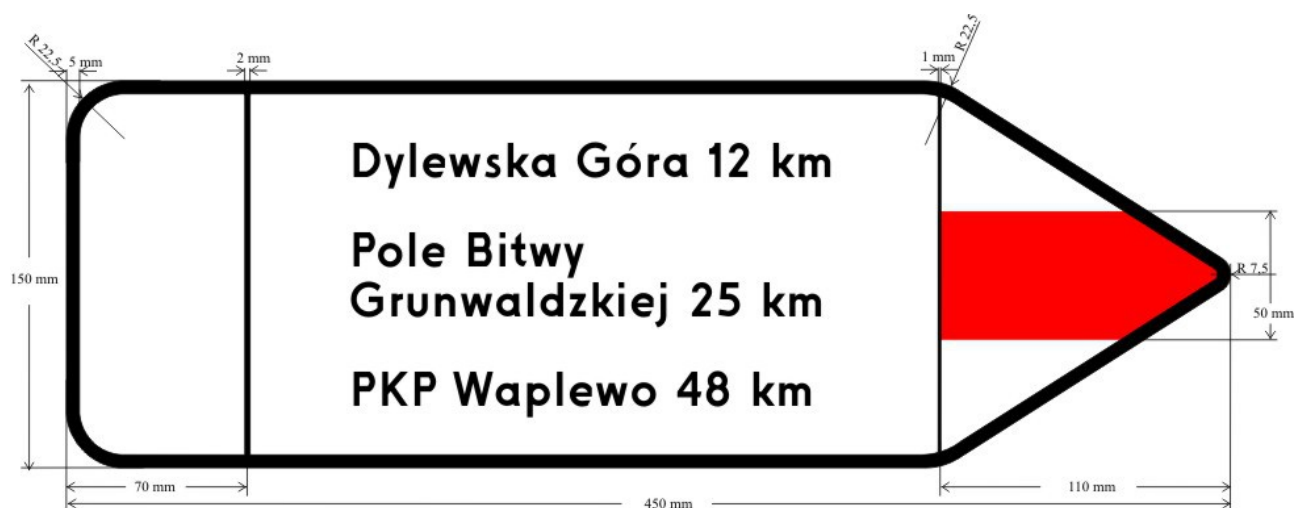 R 22,5
5 mm
2 mm
1 mm
R 22,5
Dylewska Góra 12 km
Pole Bitwy
Grunwaldzkiej 25 km
PKP Waplewo 48 km
150 mm
R 7,5
50 mm
70 mm
110 mm
450 mm